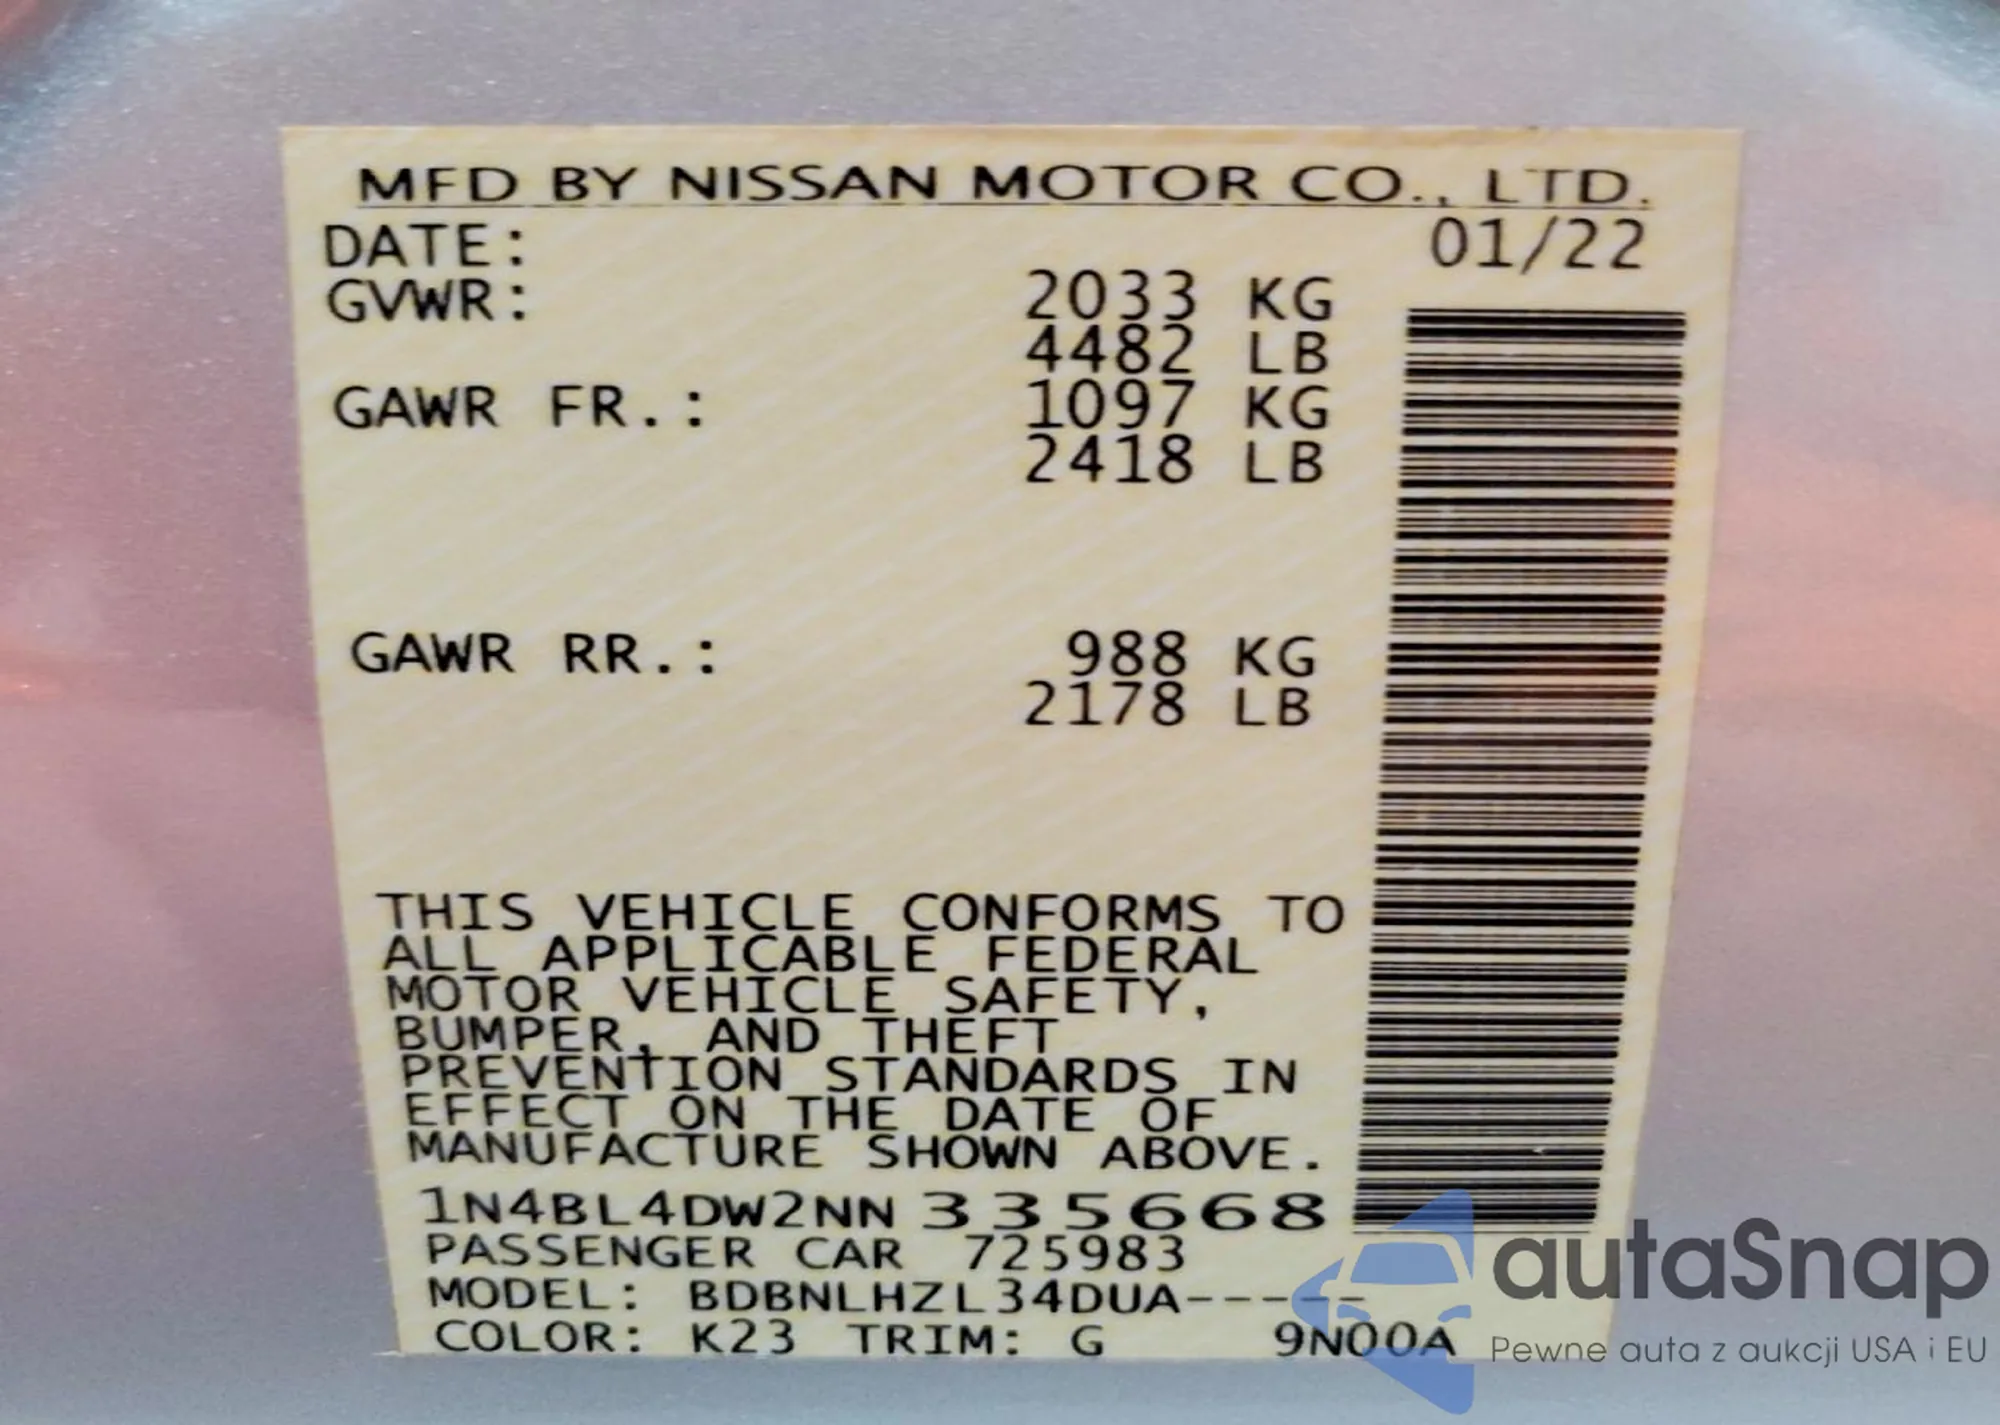 MFD BY NISSAN MOTOR CO., LTD.
DATE: 01/22
GVWR: 2033 KG
4482 LB
GAWR FR.: 1097 KG
2418 LB
GAWR RR.: 988 KG
2178 LB
THIS VEHICLE CONFORMS TO
ALL APPLICABLE FEDERAL
MOTOR VEHICLE SAFETY,
BUMPER, AND THEFT
PREVENTION STANDARDS IN
EFFECT ON THE DATE OF
MANUFACTURE SHOWN ABOVE.
1N4BL4DW2NN335668
PASSENGER CAR 725983
MODEL: BDBNLHZL34DUA-----
COLOR: K23 TRIM: G 9N00A
autaSnap
Pewne auta z aukcji USA i EU